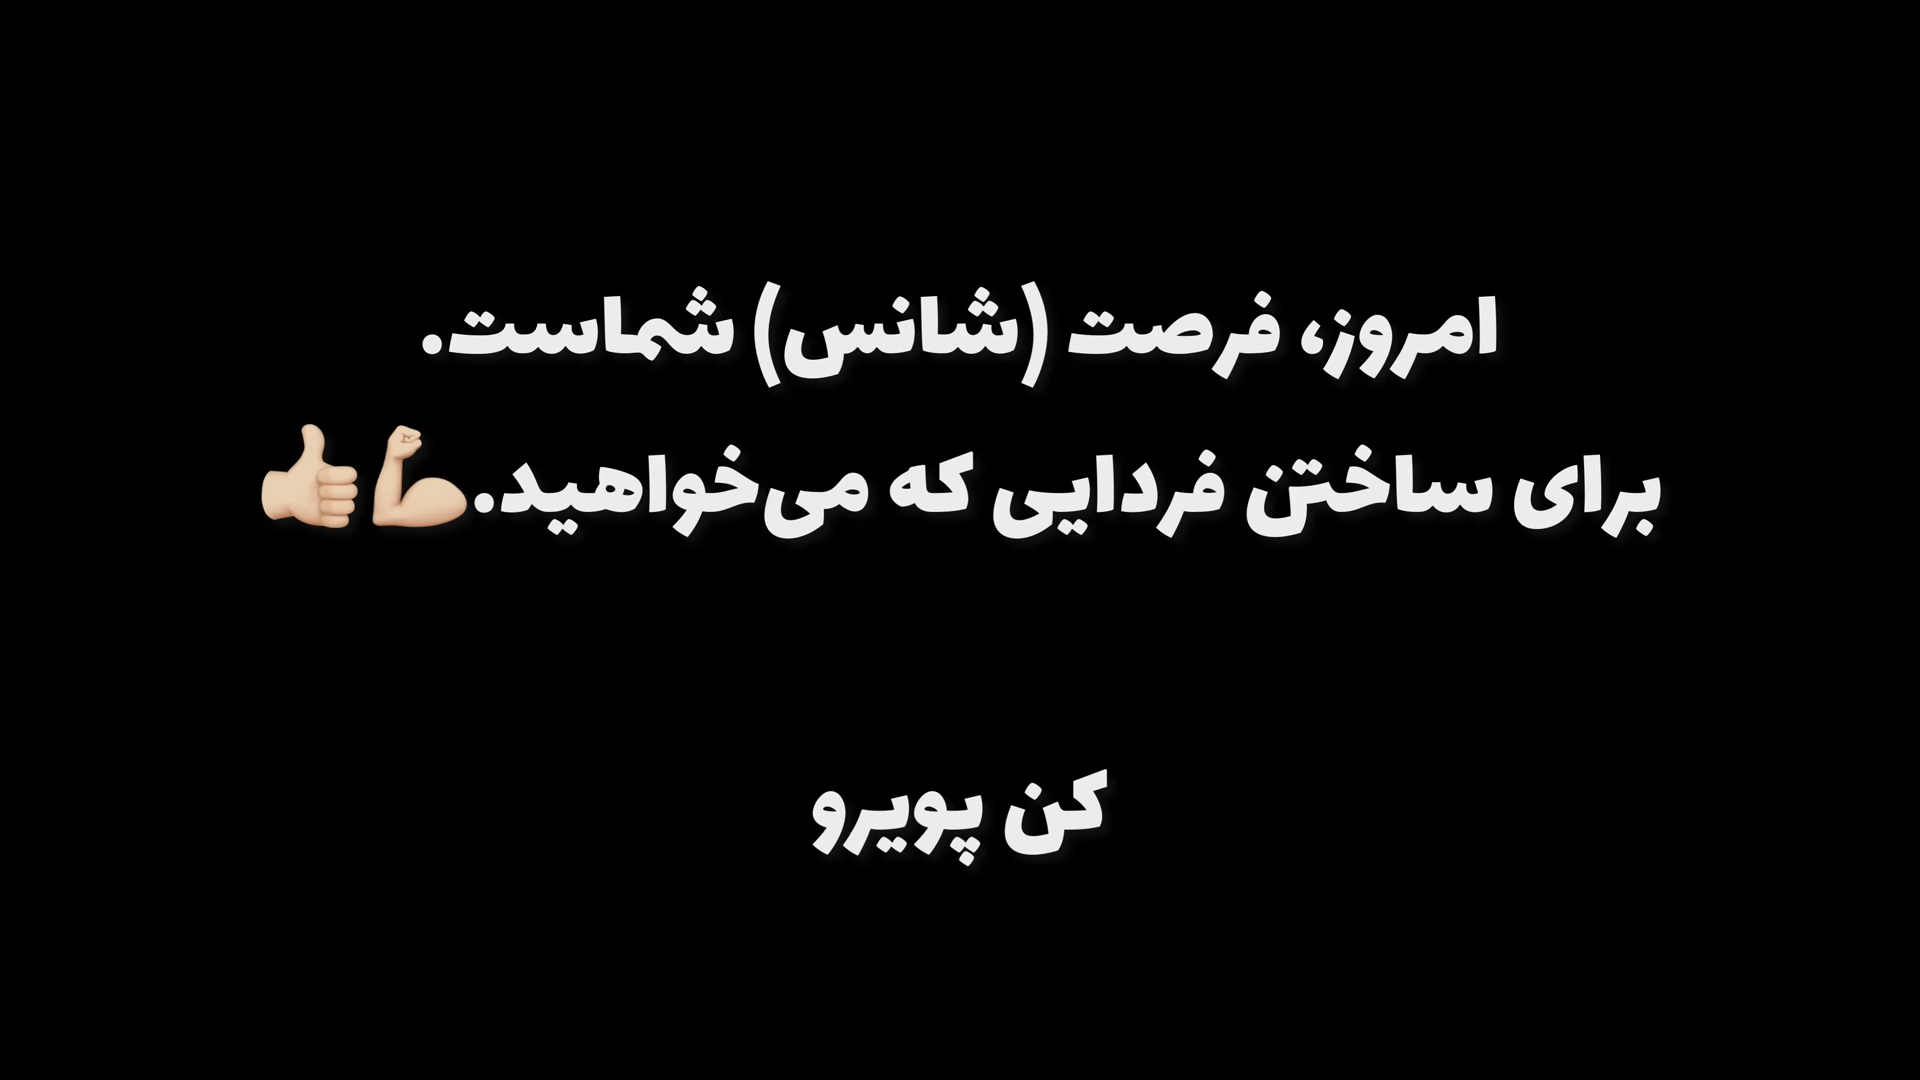 امروز، فرصت (شانس) شماست.
برای ساختن فردایی که می‌خواهید.💪🏼👍🏼
کن پویرو